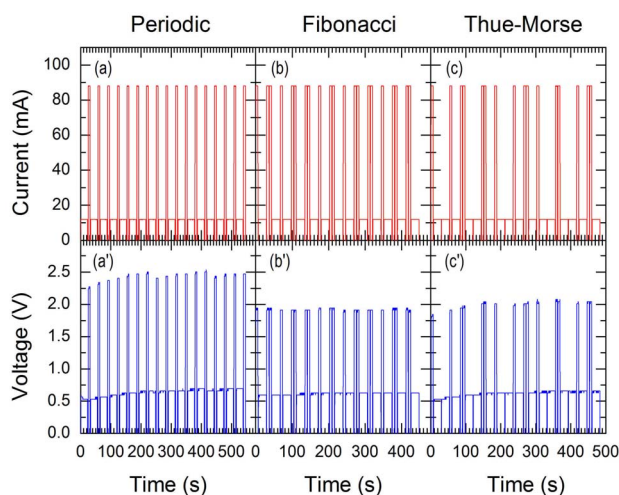 Periodic Fibonacci Thue-Morse
(a) (b) (c)
100
80
60
40
20
0
Current (mA)
(a') (b') (c')
2.5
2.0
1.5
1.0
0.5
0.0
Voltage (V)
0 100 200 300 400 500 0 100 200 300 400 0 100 200 300 400 500
Time (s) Time (s) Time (s)